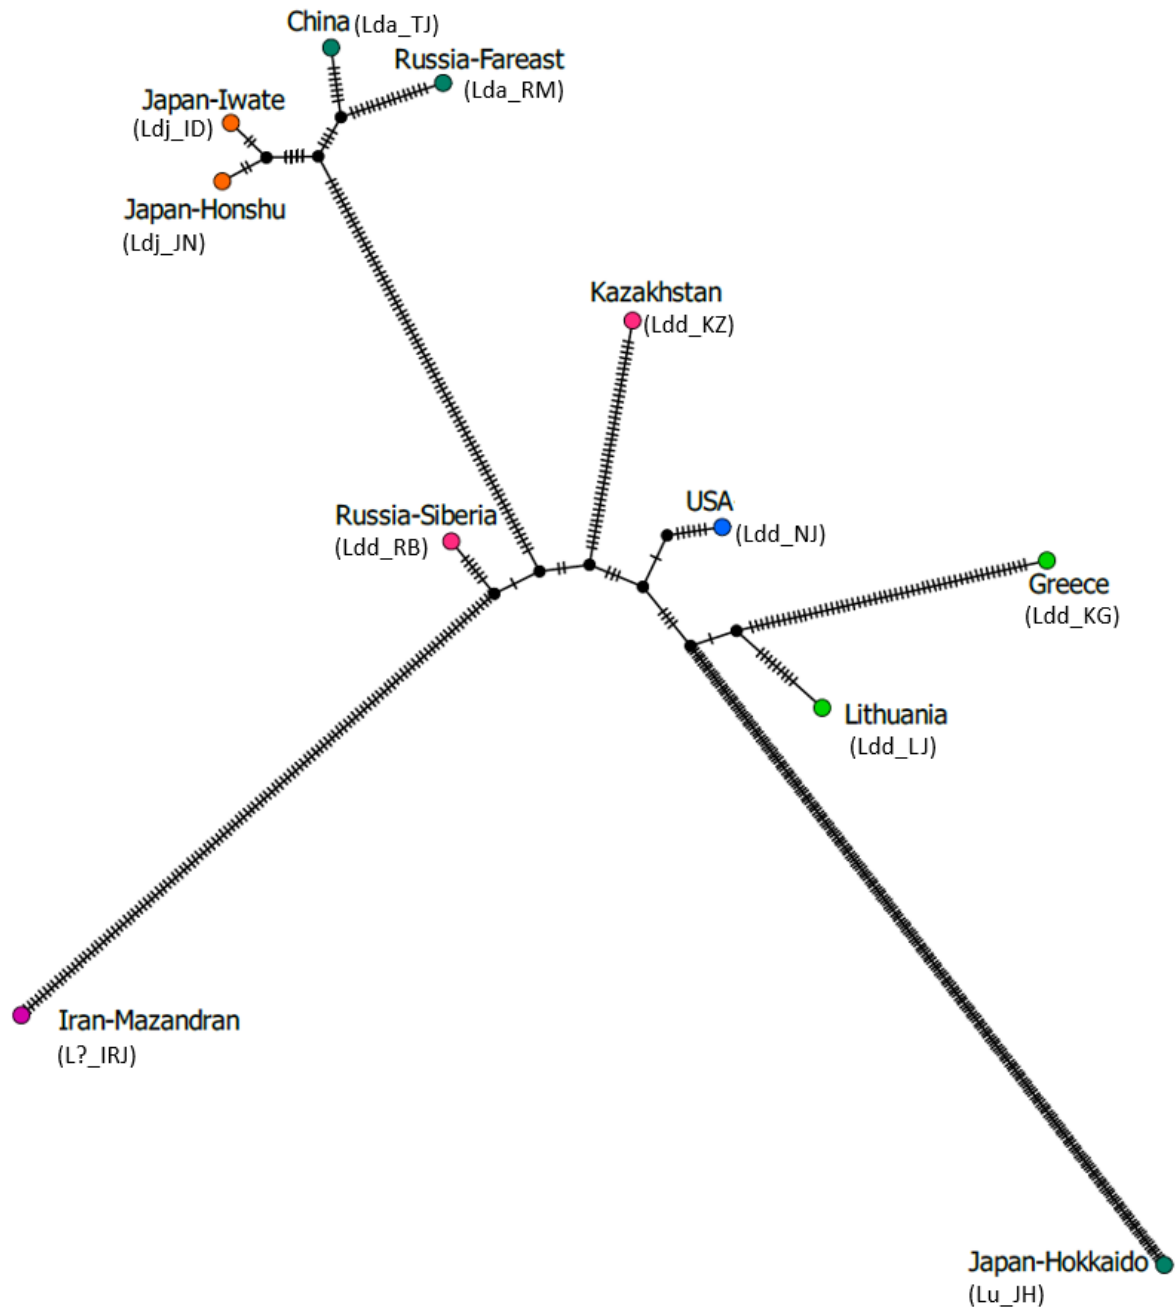 China (Lda_TJ)
Russia-Fareast
(Lda_RM)
Japan-Iwate
(Ldj_ID)
Japan-Honshu
(Ldj_JN)
Kazakhstan
(Ldd_KZ)
USA
(Ldd_NJ)
Russia-Siberia
(Ldd_RB)
Greece
(Ldd_KG)
Lithuania
(Ldd_LJ)
Iran-Mazandran
(L?_IRJ)
Japan-Hokkaido
(Lu_JH)